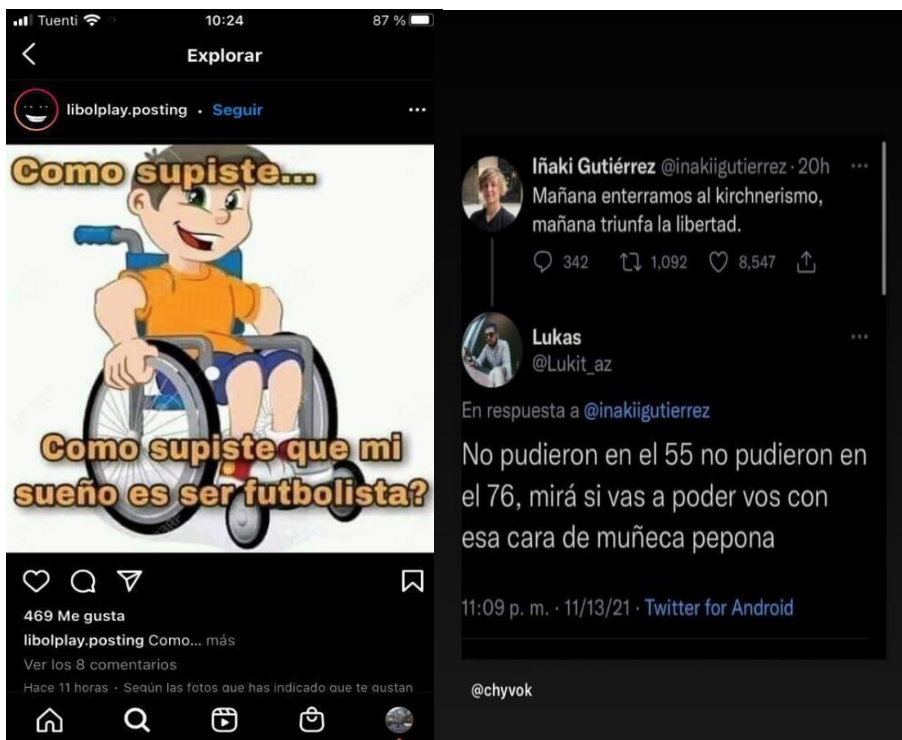 Tuenti 10:24 87 %
Explorar
libolplay.posting · Seguir
Como supiste...
Como supiste que mi
sueño es ser futbolista?
469 Me gusta
libolplay.posting Como... más
Ver los 8 comentarios
Hace 11 horas · Según las fotos que has indicado que te gustan
Iñaki Gutiérrez @inakiigutierrez · 20h
Mañana enterramos al kirchnerismo,
mañana triunfa la libertad.
342 1,092 8,547
Lukas
@Lukit_az
En respuesta a @inakiigutierrez
No pudieron en el 55 no pudieron en
el 76, mirá si vas a poder vos con
esa cara de muñeca pepona
11:09 p. m. · 11/13/21 · Twitter for Android
@chyvok